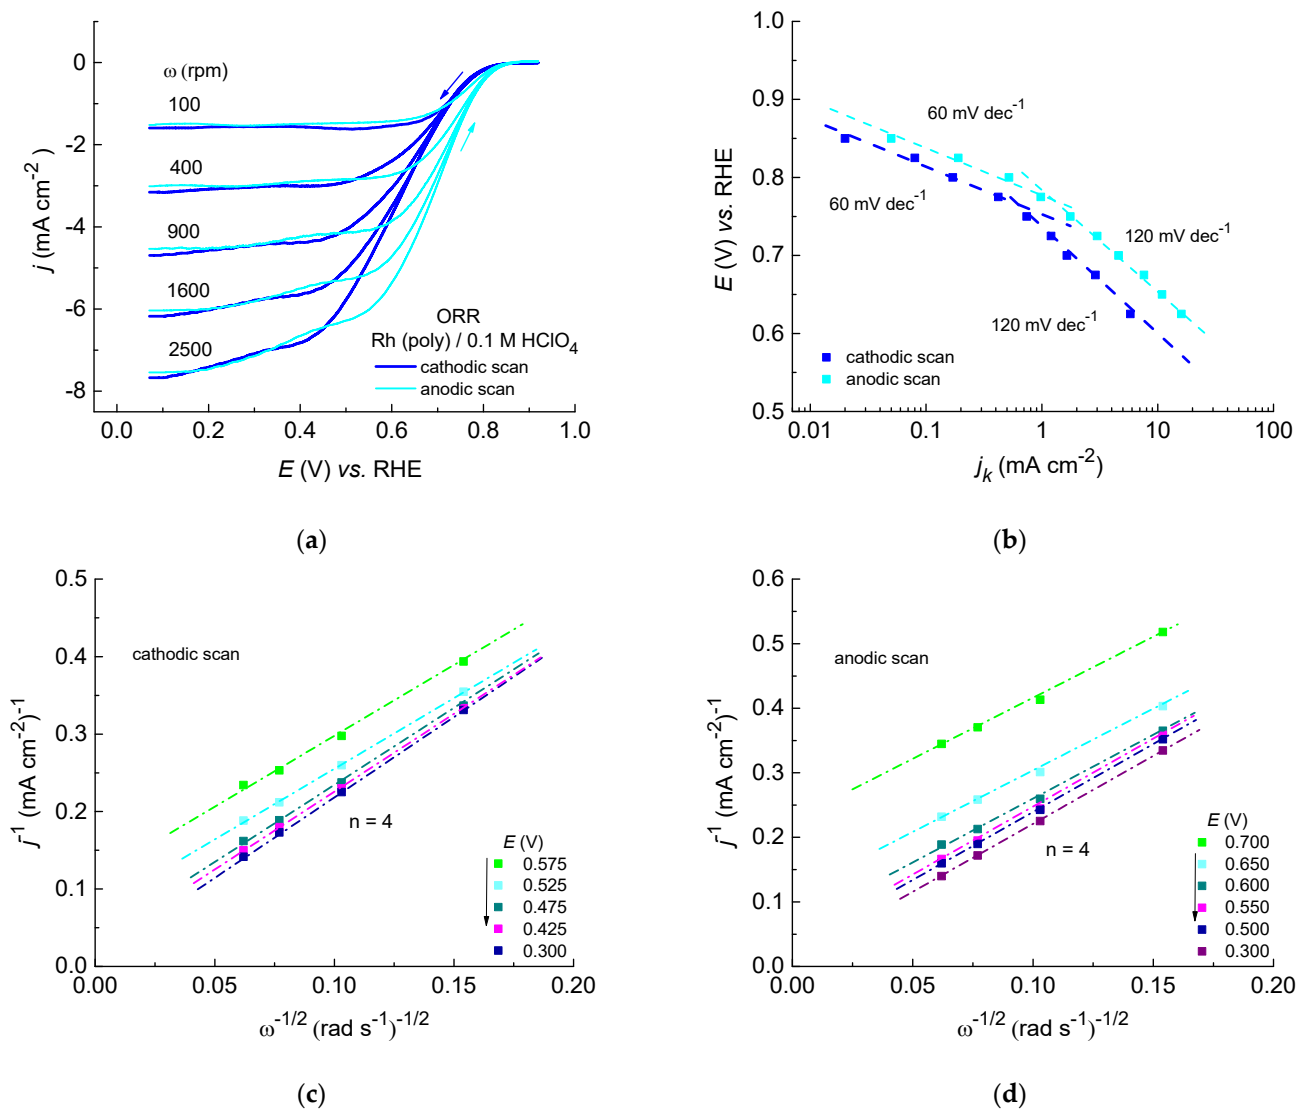 ω (rpm)
100
400
900
1600
2500
ORR
Rh (poly) / 0.1 M HClO4
cathodic scan
anodic scan
0
-2
-4
-6
-8
0.0 0.2 0.4 0.6 0.8 1.0
j (mA cm-2)
E (V) vs. RHE
(a)
1.0
0.9
0.8
0.7
0.6
0.5
60 mV dec-1
60 mV dec-1
120 mV dec-1
120 mV dec-1
cathodic scan
anodic scan
0.01 0.1 1 10 100
E (V) vs. RHE
jk (mA cm-2)
(b)
0.5
0.4
0.3
0.2
0.1
0.0
cathodic scan
n = 4
E (V)
0.575
0.525
0.475
0.425
0.300
0.00 0.05 0.10 0.15 0.20
j-1 (mA cm-2)-1
ω-1/2 (rad s-1)-1/2
(c)
0.6
0.5
0.4
0.3
0.2
0.1
0.0
anodic scan
n = 4
E (V)
0.700
0.650
0.600
0.550
0.500
0.300
0.00 0.05 0.10 0.15 0.20
j-1 (mA cm-2)-1
ω-1/2 (rad s-1)-1/2
(d)